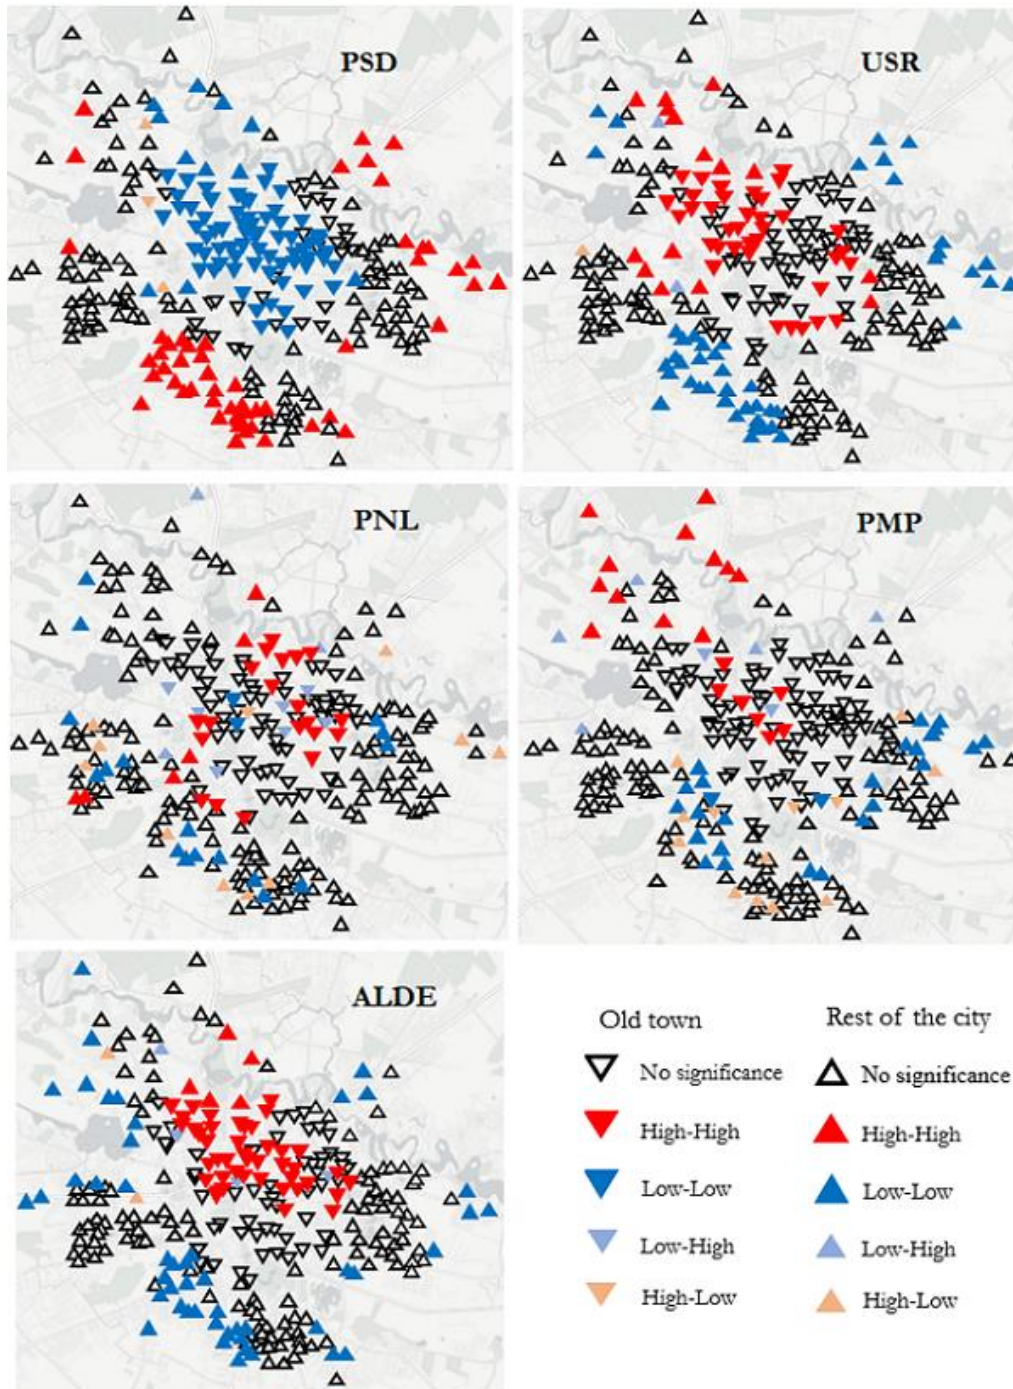 PSD
USR
PNL
PMP
ALDE
Old town
Rest of the city
No significance
No significance
High-High
High-High
Low-Low
Low-Low
Low-High
Low-High
High-Low
High-Low